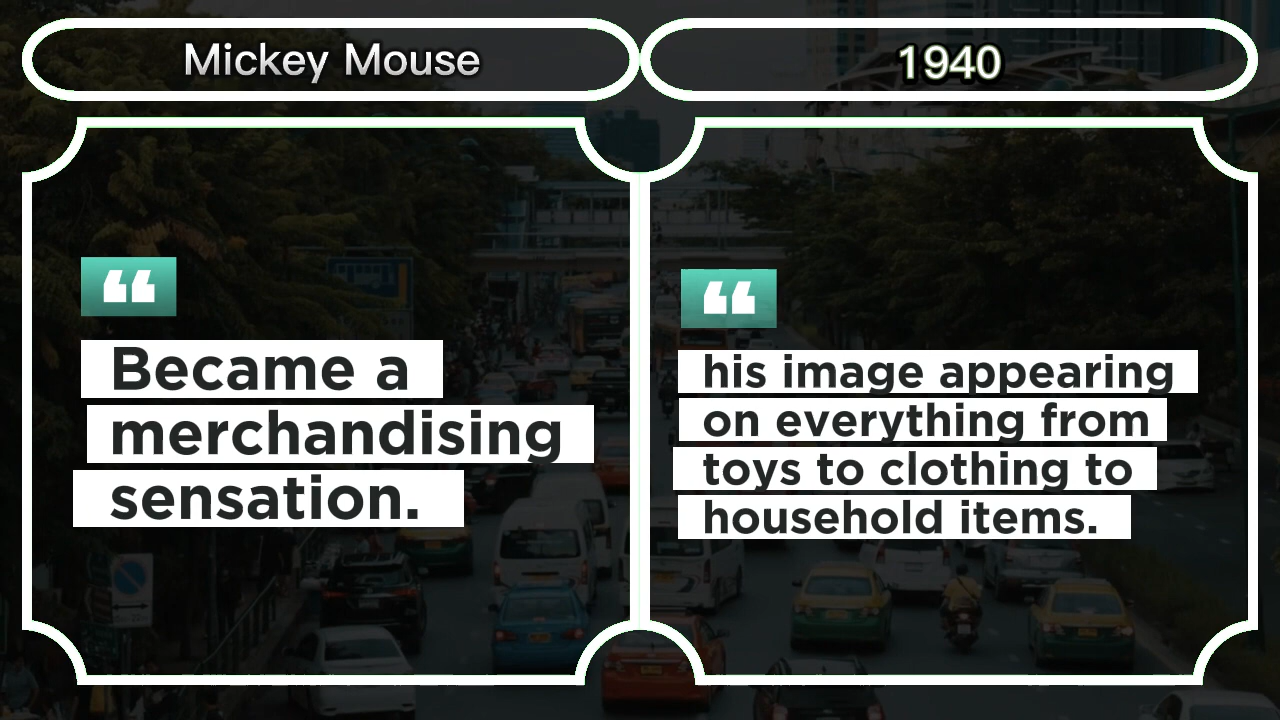 Mickey Mouse
1940
“
Became a
merchandising
sensation.
“
his image appearing
on everything from
toys to clothing to
household items.